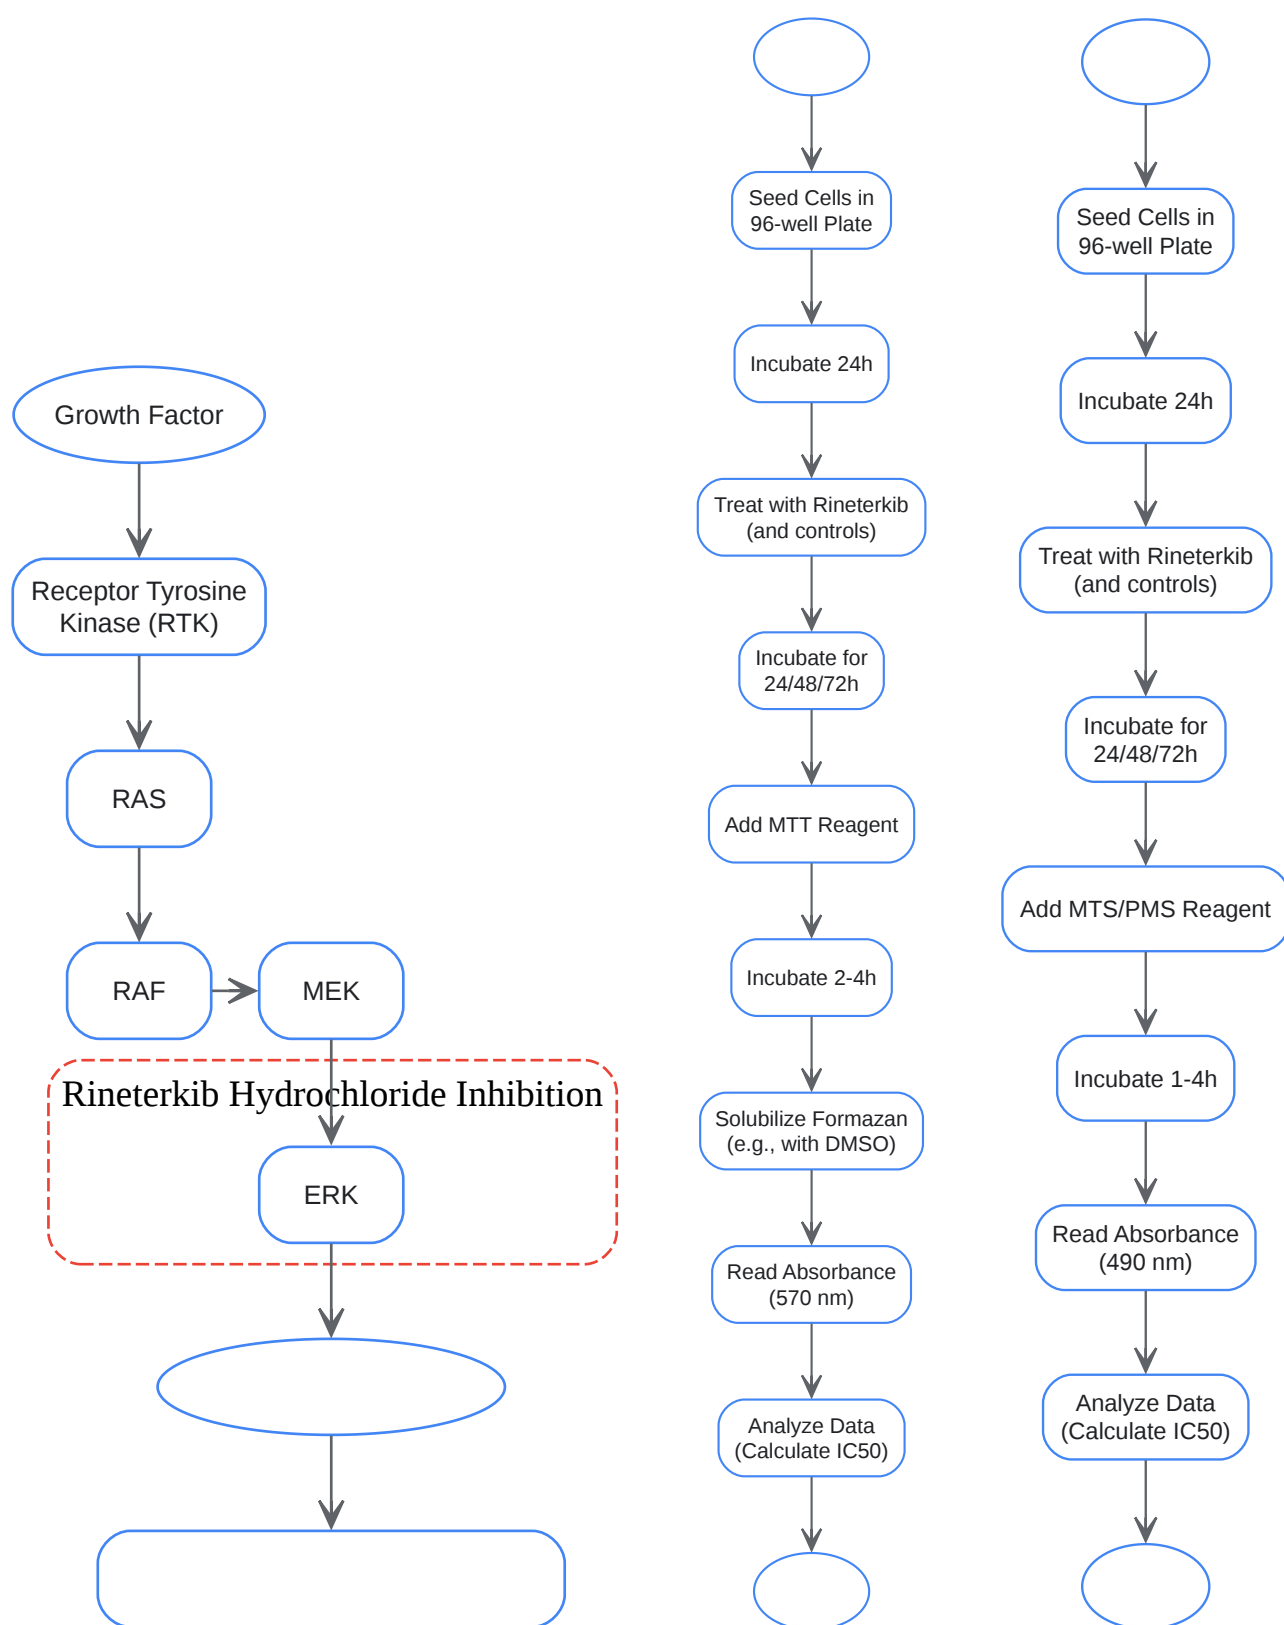 Growth Factor
Receptor Tyrosine
Kinase (RTK)
RAS
RAF
MEK
Rineterkib Hydrochloride Inhibition
ERK
Seed Cells in
96-well Plate
Incubate 24h
Treat with Rineterkib
(and controls)
Incubate for
24/48/72h
Add MTT Reagent
Incubate 2-4h
Solubilize Formazan
(e.g., with DMSO)
Read Absorbance
(570 nm)
Analyze Data
(Calculate IC50)
Seed Cells in
96-well Plate
Incubate 24h
Treat with Rineterkib
(and controls)
Incubate for
24/48/72h
Add MTS/PMS Reagent
Incubate 1-4h
Read Absorbance
(490 nm)
Analyze Data
(Calculate IC50)